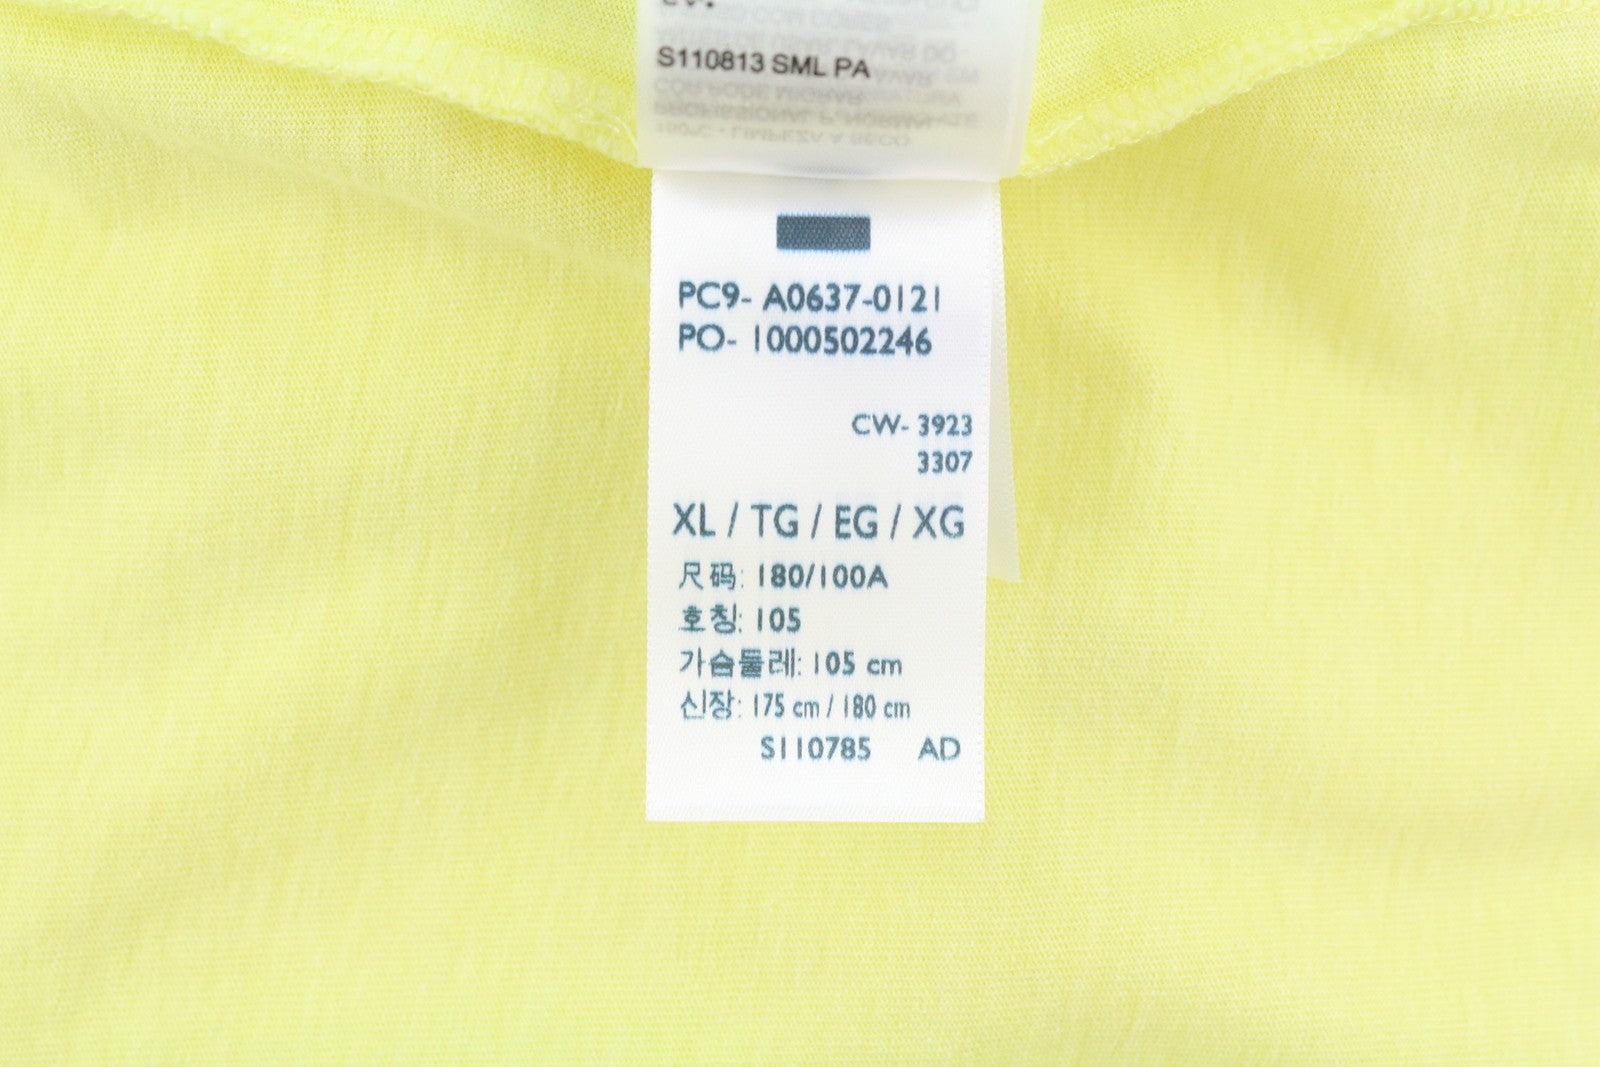 S110813 SML PA
PC9- A0637-0121
PO- 1000502246
CW- 3923
3307
XL / TG / EG / XG
尺码: 180/100A
호칭: 105
가슴둘레: 105 cm
신장: 175 cm / 180 cm
S110785 AD